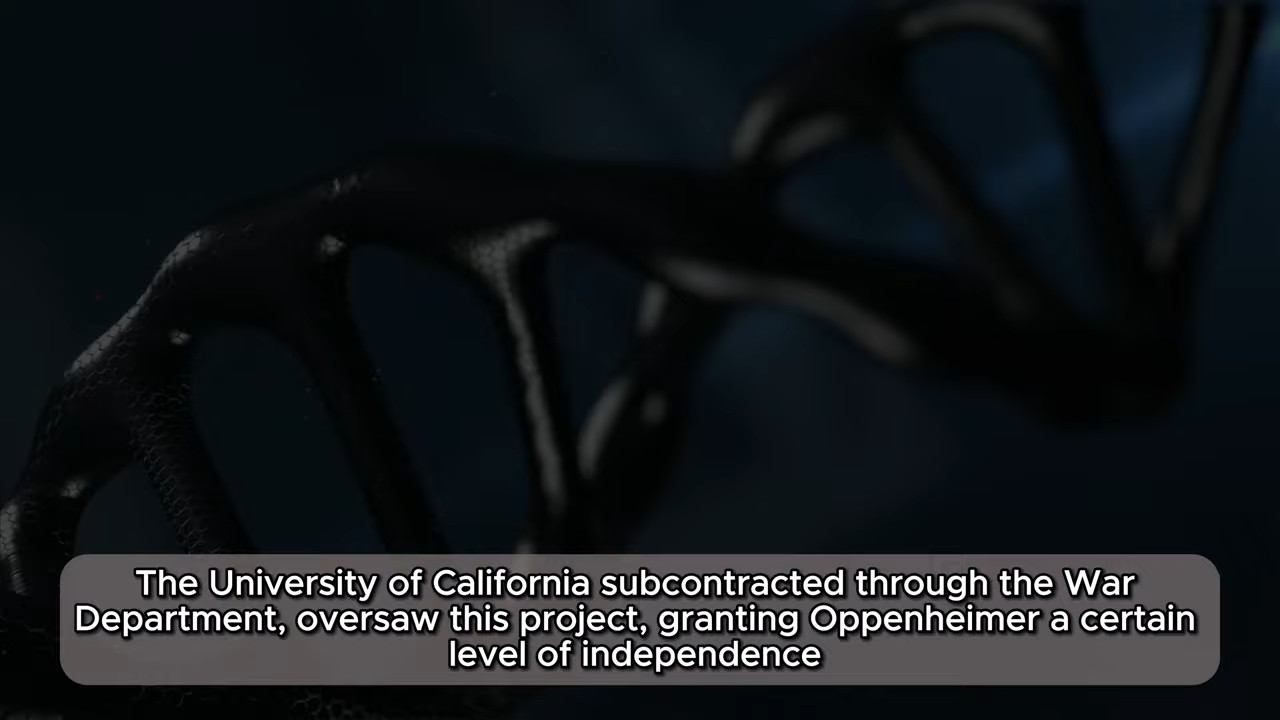 The University of California subcontracted through the War
Department, oversaw this project, granting Oppenheimer a certain
level of independence